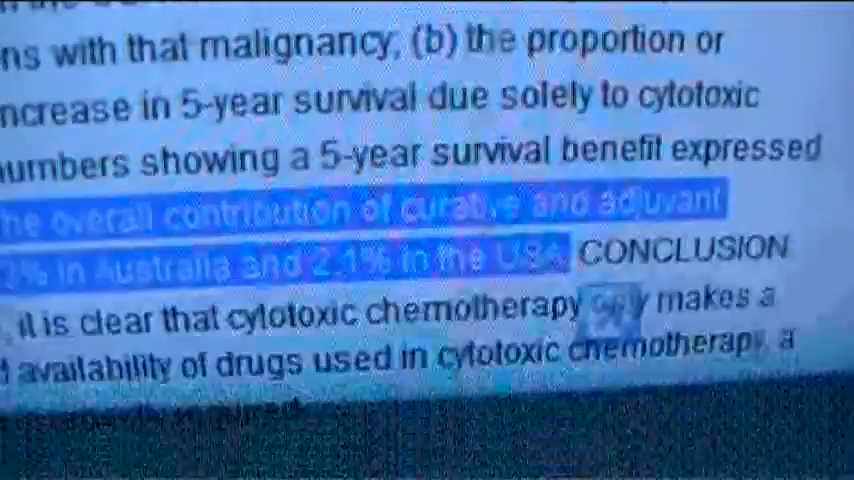 ns with that malignancy; (b) the proportion or
ncrease in 5-year survival due solely to cytotoxic
numbers showing a 5-year survival benefit expressed
he overall contribution of curative and adjuvant
3% in Australia and 2.1% in the USA. CONCLUSION
, it is clear that cytotoxic chemotherapy only makes a
availability of drugs used in cytotoxic chemotherapy, a